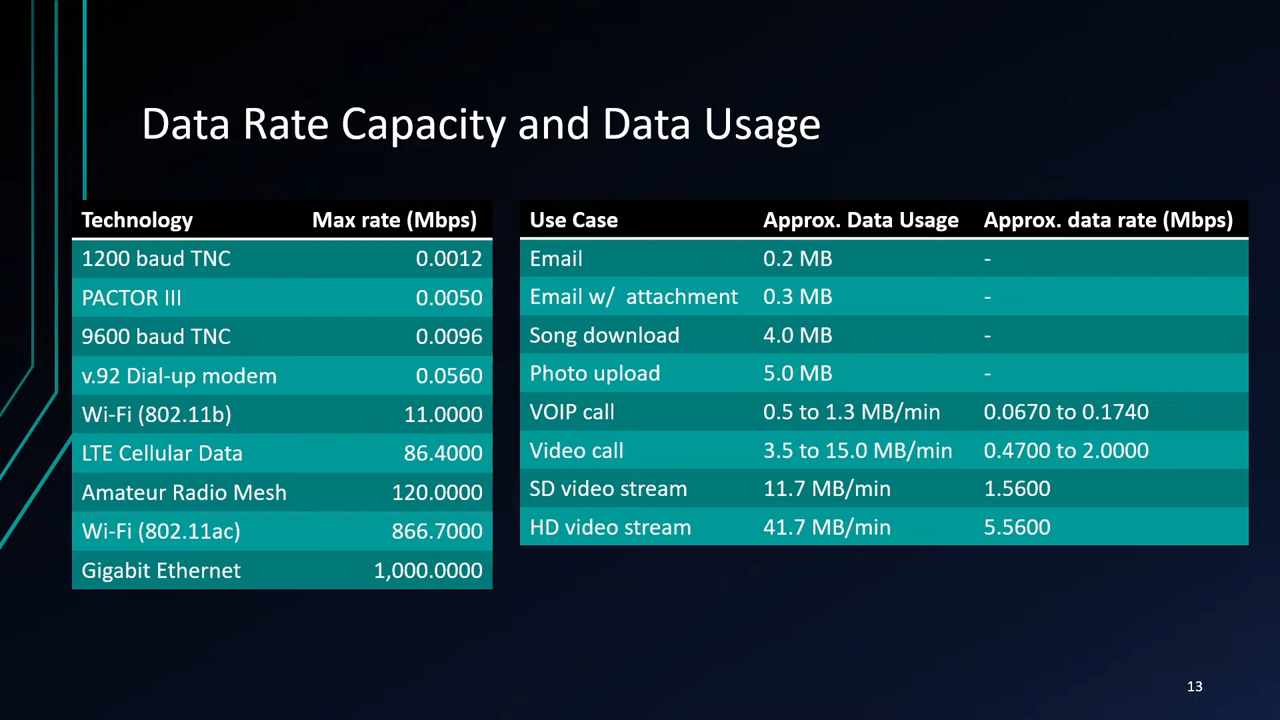 Data Rate Capacity and Data Usage
Technology Max rate (Mbps)
1200 baud TNC 0.0012
PACTOR III 0.0050
9600 baud TNC 0.0096
v.92 Dial-up modem 0.0560
Wi-Fi (802.11b) 11.0000
LTE Cellular Data 86.4000
Amateur Radio Mesh 120.0000
Wi-Fi (802.11ac) 866.7000
Gigabit Ethernet 1,000.0000
Use Case Approx. Data Usage Approx. data rate (Mbps)
Email 0.2 MB -
Email w/ attachment 0.3 MB -
Song download 4.0 MB -
Photo upload 5.0 MB -
VOIP call 0.5 to 1.3 MB/min 0.0670 to 0.1740
Video call 3.5 to 15.0 MB/min 0.4700 to 2.0000
SD video stream 11.7 MB/min 1.5600
HD video stream 41.7 MB/min 5.5600
13